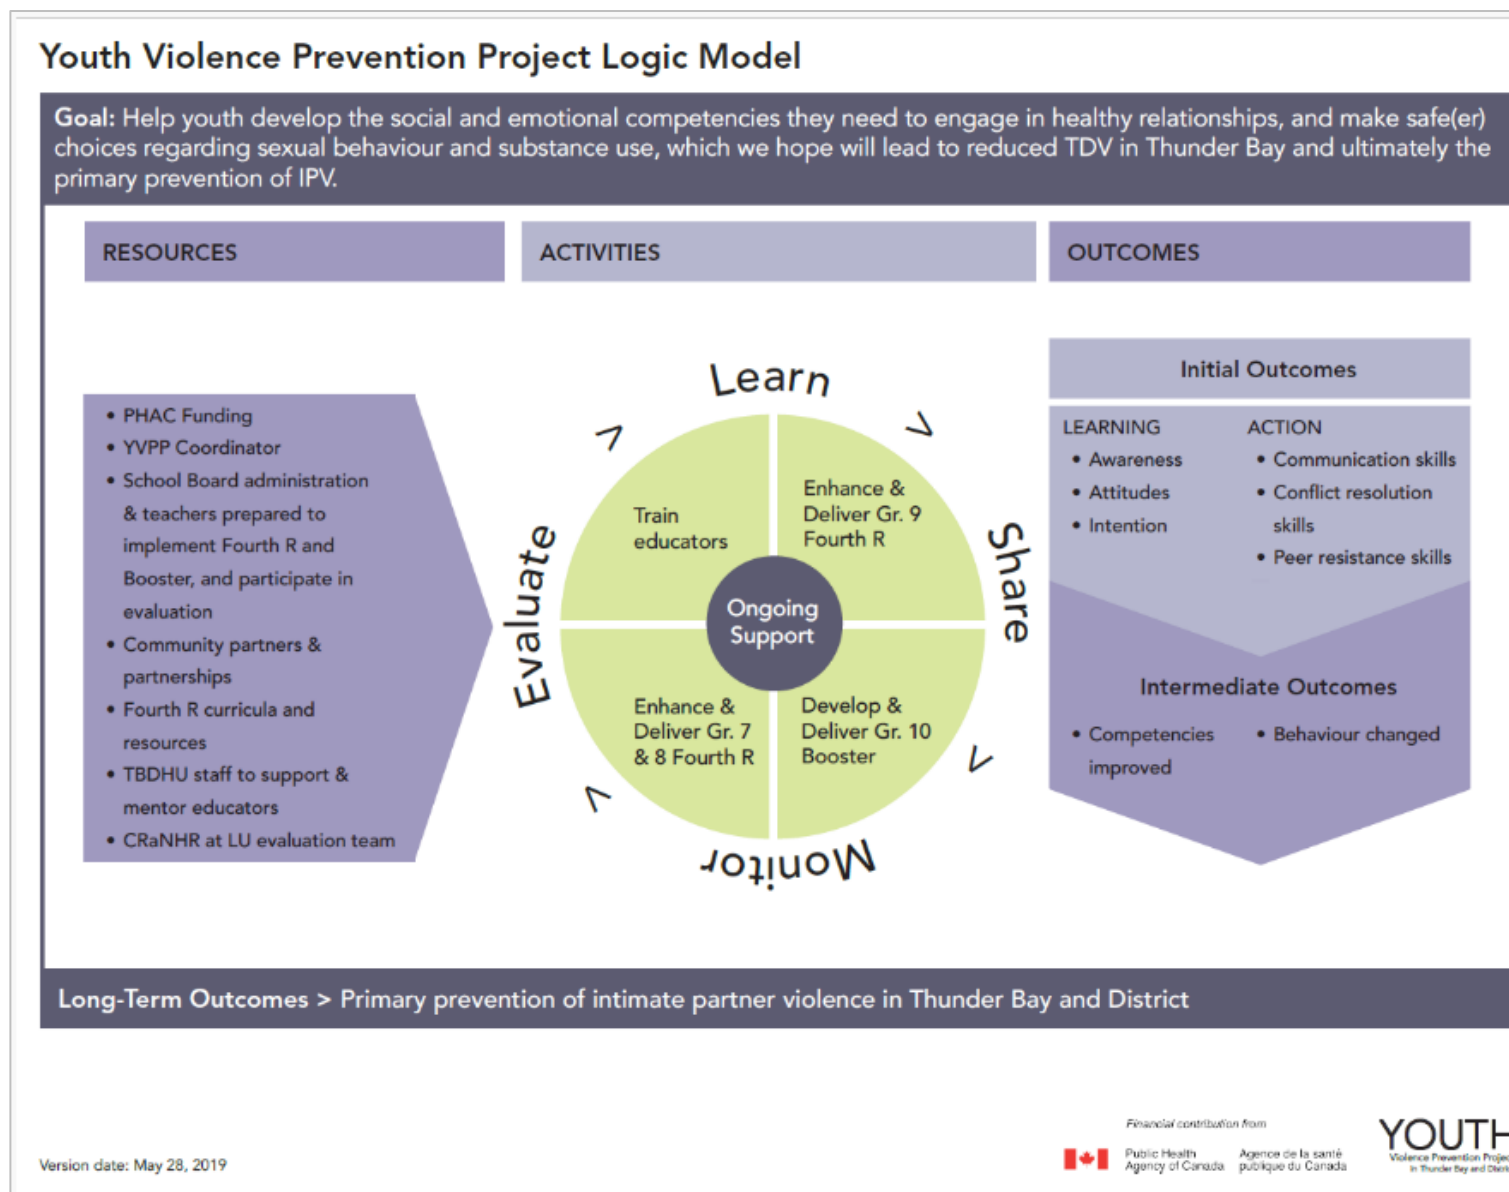 Youth Violence Prevention Project Logic Model
Goal: Help youth develop the social and emotional competencies they need to engage in healthy relationships, and make safe(er)
choices regarding sexual behaviour and substance use, which we hope will lead to reduced TDV in Thunder Bay and ultimately the
primary prevention of IPV.
RESOURCES
• PHAC Funding
• YVPP Coordinator
• School Board administration
& teachers prepared to
implement Fourth R and
Booster, and participate in
evaluation
• Community partners &
partnerships
• Fourth R curricula and
resources
• TBDHU staff to support &
mentor educators
• CRaNHR at LU evaluation team
ACTIVITIES
Learn
>
Share
>
Monitor
>
Evaluate
>
Train
educators
Enhance &
Deliver Gr. 9
Fourth R
Ongoing
Support
Enhance &
Deliver Gr. 7
& 8 Fourth R
Develop &
Deliver Gr. 10
Booster
OUTCOMES
Initial Outcomes
LEARNING
• Awareness
• Attitudes
• Intention
ACTION
• Communication skills
• Conflict resolution
skills
• Peer resistance skills
Intermediate Outcomes
• Competencies
improved
• Behaviour changed
Long-Term Outcomes > Primary prevention of intimate partner violence in Thunder Bay and District
Version date: May 28, 2019
Financial contribution from
Public Health
Agency of Canada
Agence de la santé
publique du Canada
YOUTH
Violence Prevention Projec
in Thunder Bay and Distric